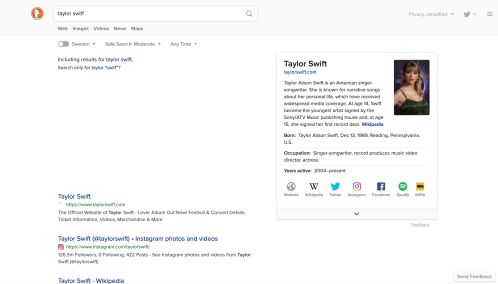 taylor swtf
Privacy, simplified.
Web Images Videos News Maps
Sweden Safe Search: Moderate Any Time
Including results for taylor swift.
Search only for taylor "swtf"?
Taylor Swift
https://www.taylorswift.com
The Official Website of Taylor Swift - Lover Album Out Now! Festival & Concert Details,
Ticket Information, Videos, Merchandise & More
Taylor Swift (@taylorswift) • Instagram photos and videos
https://www.instagram.com/taylorswift/
126.3m Followers, 0 Following, 422 Posts - See Instagram photos and videos from Taylor
Swift (@taylorswift)
Taylor Swift - Wikipedia
Taylor Swift
taylorswift.com
Taylor Alison Swift is an American singer-
songwriter. She is known for narrative songs
about her personal life, which have received
widespread media coverage. At age 14, Swift
became the youngest artist signed by the
Sony/ATV Music publishing house and, at age
15, she signed her first record deal. Wikipedia
Born: Taylor Alison Swift, Dec 13, 1989, Reading, Pennsylvania,
U.S.
Occupation: Singer-songwriter, record producer, music video
director, actress
Years active: 2004–present
Website Wikipedia Twitter Instagram Facebook Spotify IMDb
Feedback
Send Feedback